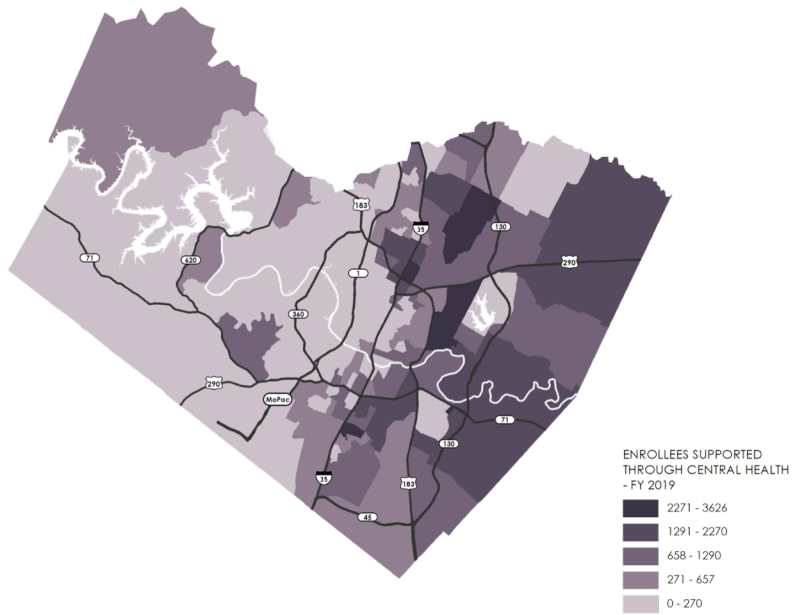 183
35
130
71
620
290
1
360
290
MoPac
71
130
35
183
45
ENROLLEES SUPPORTED
THROUGH CENTRAL HEALTH
- FY 2019
2271 - 3626
1291 - 2270
658 - 1290
271 - 657
0 - 270